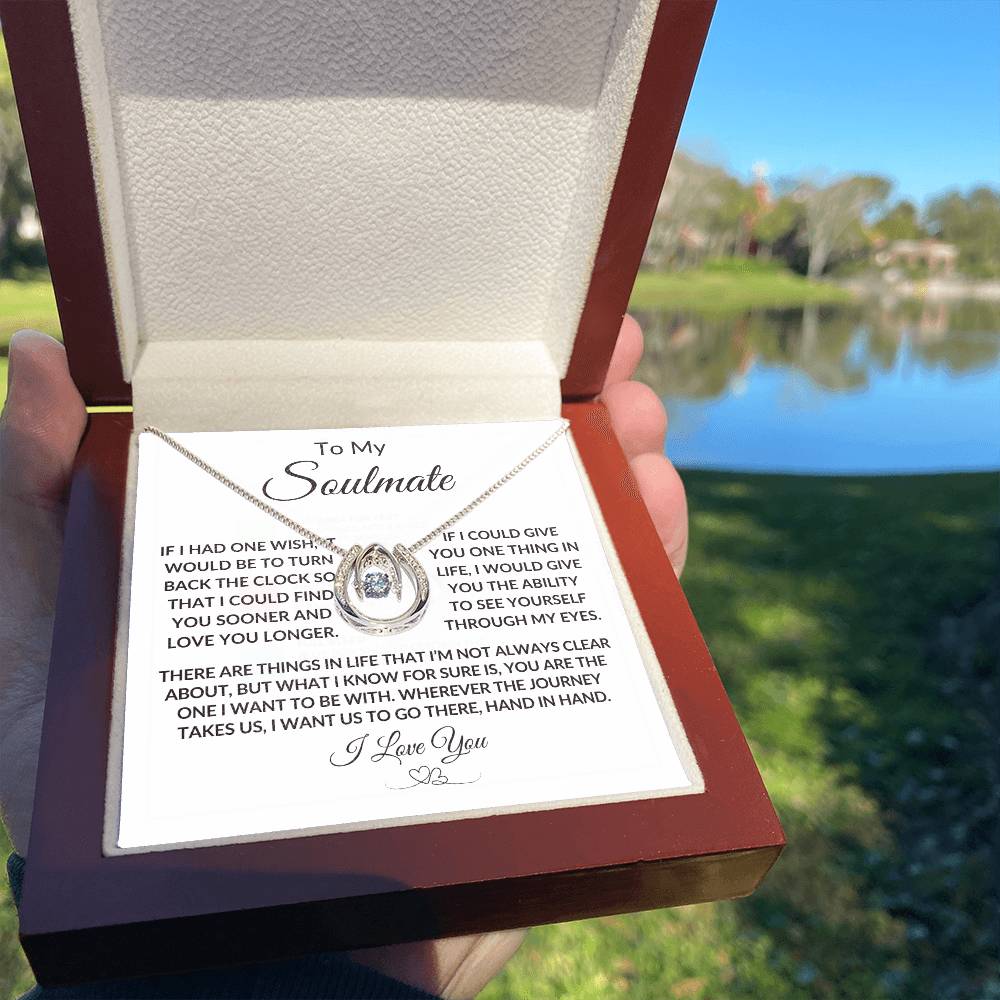 To My
Soulmate
IF I HAD ONE WISH, IT
WOULD BE TO TURN
BACK THE CLOCK SO
THAT I COULD FIND
YOU SOONER AND
LOVE YOU LONGER.
IF I COULD GIVE
YOU ONE THING IN
LIFE, I WOULD GIVE
YOU THE ABILITY
TO SEE YOURSELF
THROUGH MY EYES.
THERE ARE THINGS IN LIFE THAT I'M NOT ALWAYS CLEAR
ABOUT, BUT WHAT I KNOW FOR SURE IS, YOU ARE THE
ONE I WANT TO BE WITH. WHEREVER THE JOURNEY
TAKES US, I WANT US TO GO THERE, HAND IN HAND.
I Love You